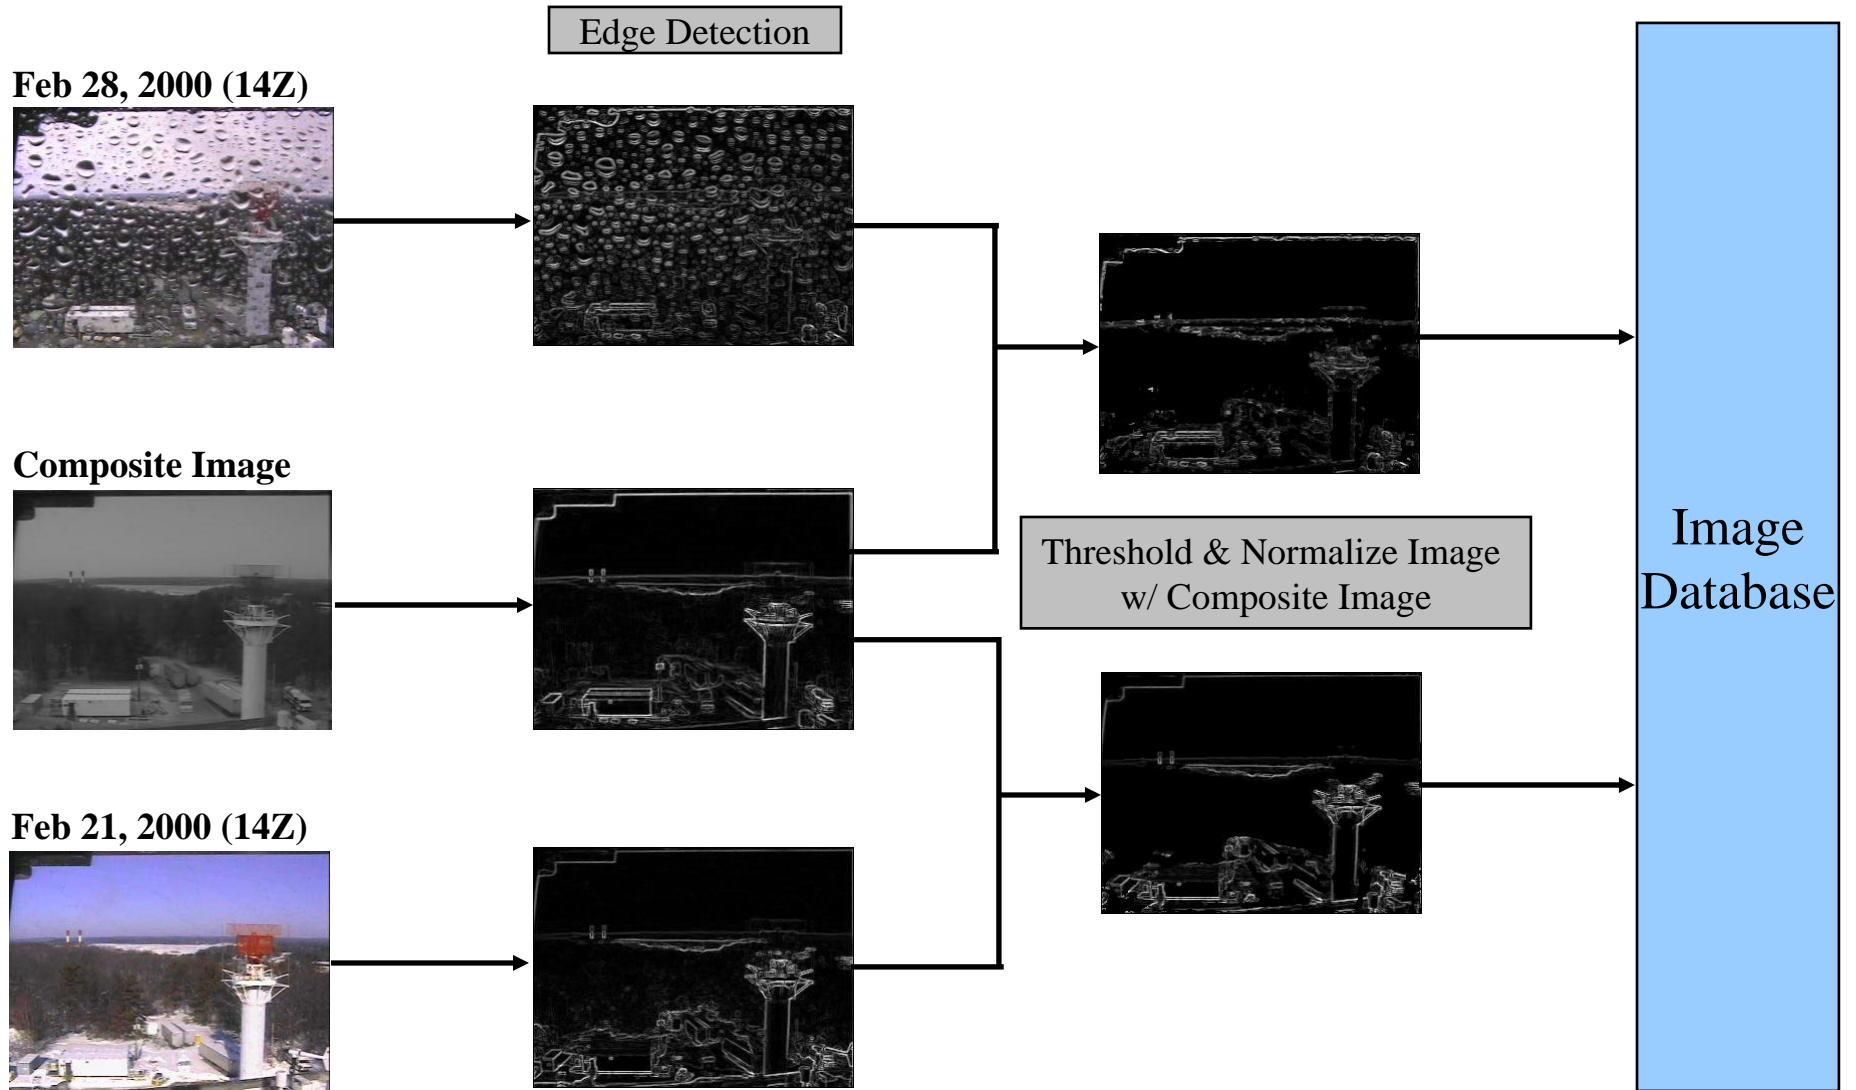 Edge Detection
Feb 28, 2000 (14Z)
Composite Image
Threshold & Normalize Image
w/ Composite Image
Image
Database
Feb 21, 2000 (14Z)